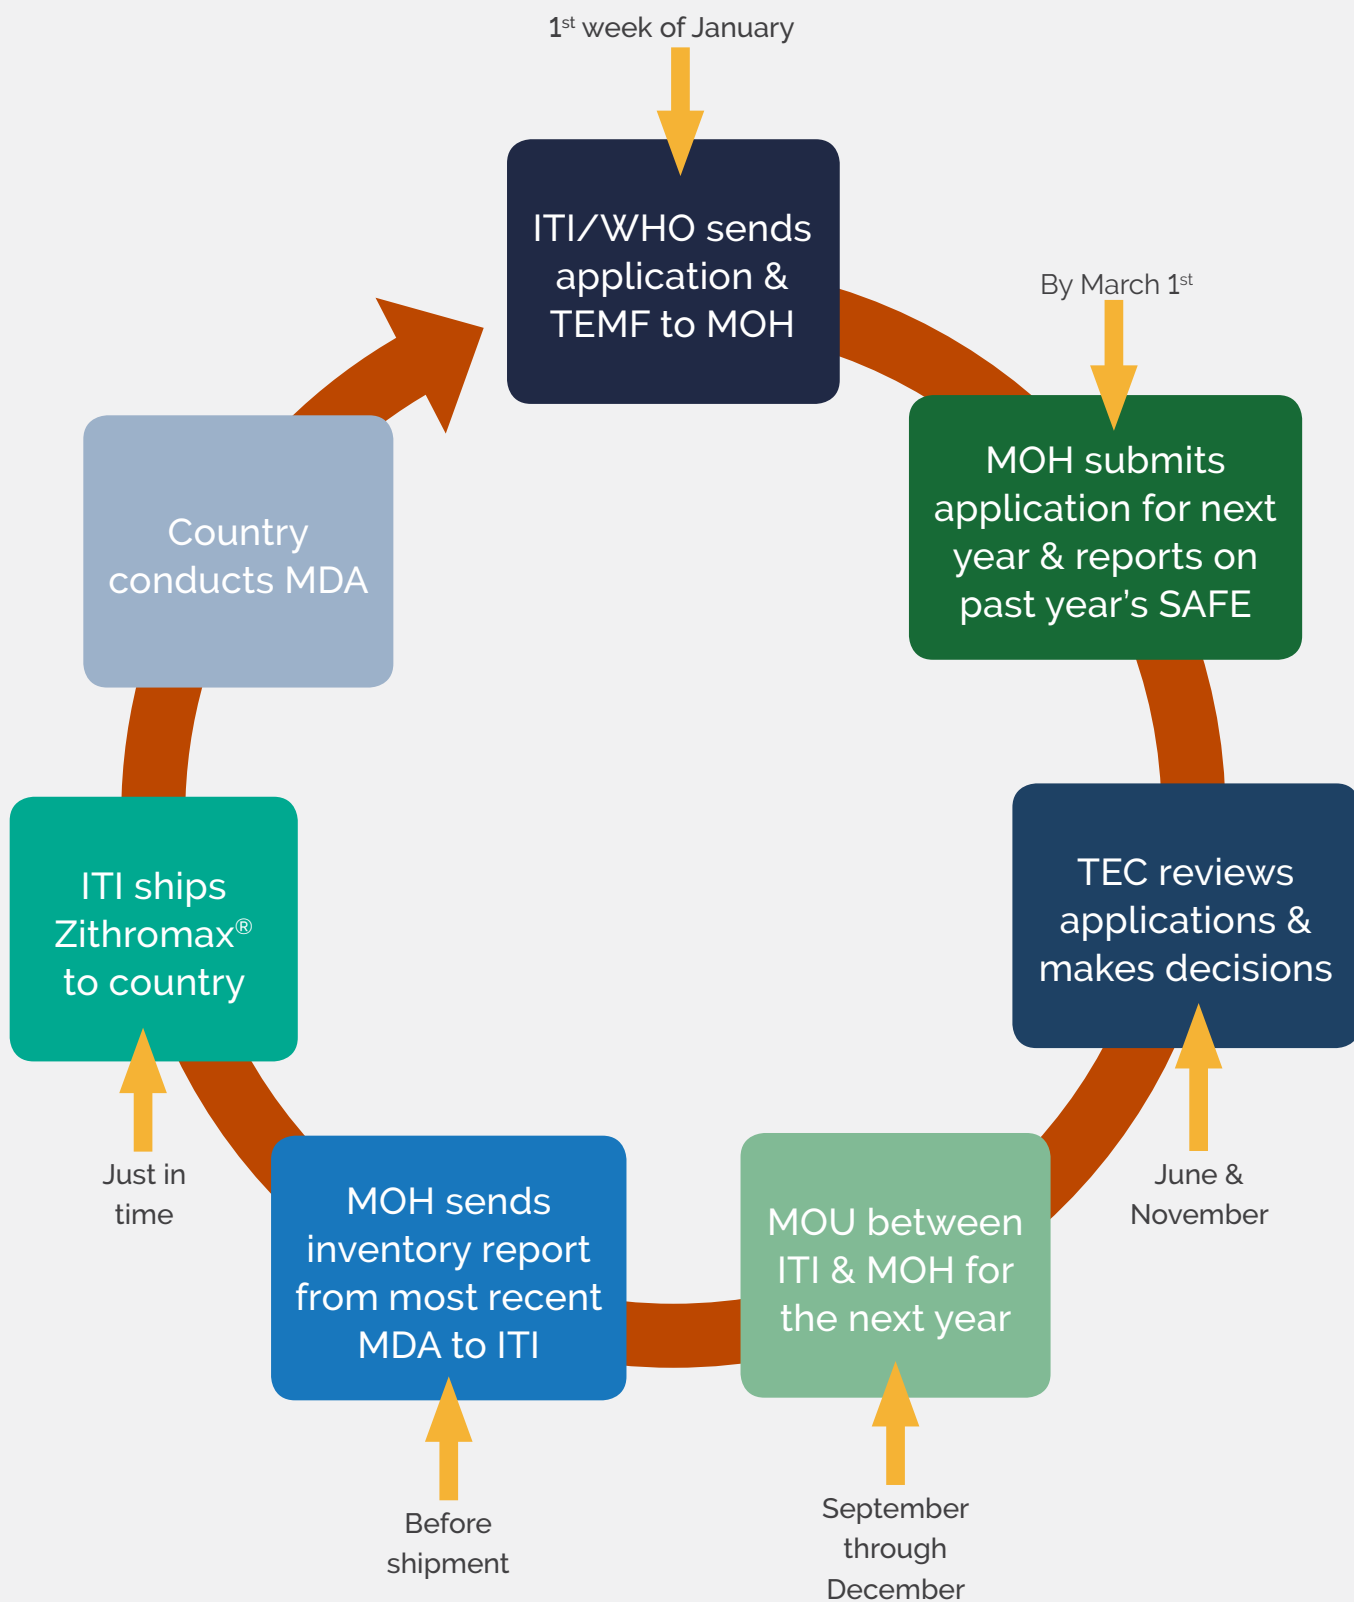 1st week of January
ITI/WHO sends
application &
TEMF to MOH
By March 1st
MOH submits
application for next
year & reports on
past year’s SAFE
TEC reviews
applications &
makes decisions
June &
November
MOU between
ITI & MOH for
the next year
September
through
December
MOH sends
inventory report
from most recent
MDA to ITI
Before
shipment
ITI ships
Zithromax®
to country
Just in
time
Country
conducts MDA